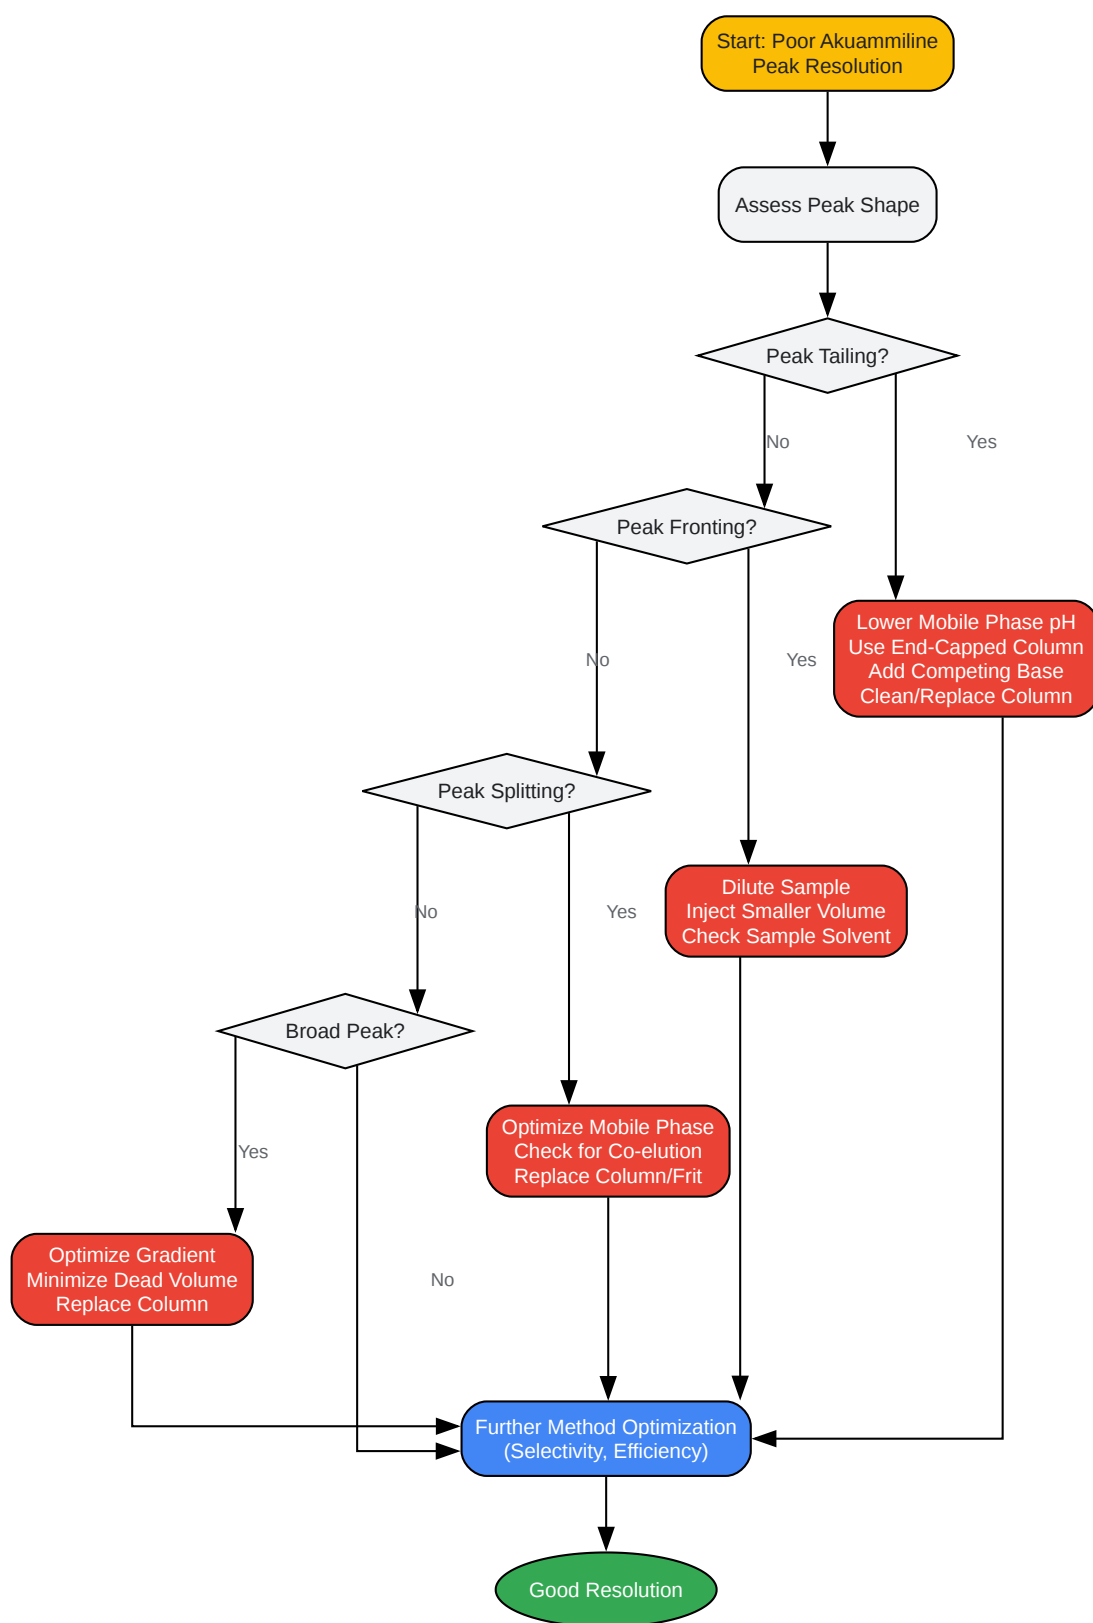 Start: Poor Akuammiline
Peak Resolution
Assess Peak Shape
Peak Tailing?
No
Yes
Peak Fronting?
Lower Mobile Phase pH
Use End-Capped Column
Add Competing Base
Clean/Replace Column
No
Yes
Peak Splitting?
Dilute Sample
Inject Smaller Volume
Check Sample Solvent
No
Yes
Broad Peak?
Optimize Mobile Phase
Check for Co-elution
Replace Column/Frit
Yes
Optimize Gradient
Minimize Dead Volume
Replace Column
No
Further Method Optimization
(Selectivity, Efficiency)
Good Resolution